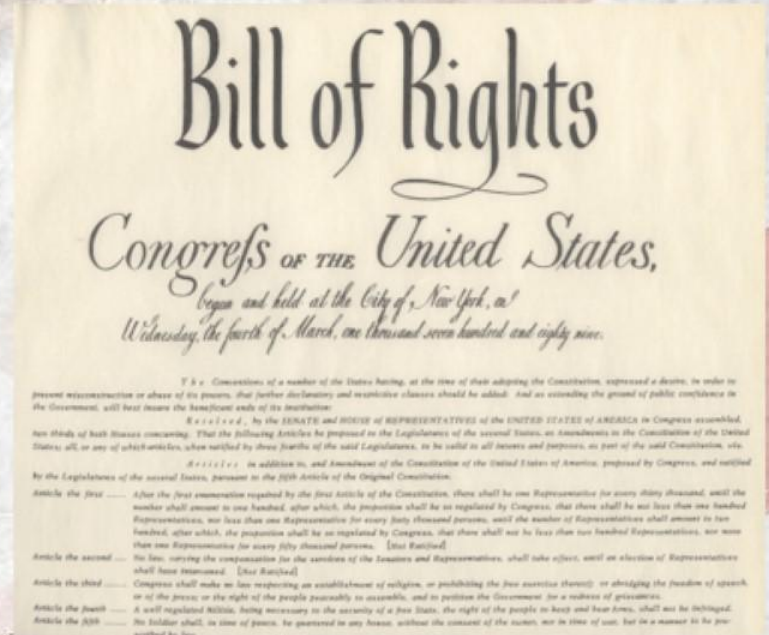 Bill of Rights
Congreſs OF THE United States,
begun and held at the City of New York, on
Wednesday, the fourth of March, one thousand seven hundred and eighty nine.
The Conventions of a number of the States having, at the time of their adopting the Constitution, expressed a desire, in order to
prevent misconstruction or abuse of its powers, that further declaratory and restrictive clauses should be added: And as extending the ground of public confidence in
the Government, will best insure the beneficent ends of its institution:
Resolved, by the SENATE and HOUSE of REPRESENTATIVES of the UNITED STATES of AMERICA in Congress assembled,
two thirds of both Houses concurring. That the following Articles be proposed to the Legislatures of the several States, as Amendments to the Constitution of the United
States; all, or any of which articles, when ratified by three fourths of the said Legislatures, to be valid to all intents and purposes, as part of the said Constitution, viz.
Articles in addition to, and Amendment of the Constitution of the United States of America, proposed by Congress, and ratified
by the Legislatures of the several States, pursuant to the fifth Article of the Original Constitution.
Article the first ...... After the first enumeration required by the first Article of the Constitution, there shall be one Representative for every thirty thousand, until the
number shall amount to one hundred, after which, the proportion shall be so regulated by Congress, that there shall be not less than one hundred
Representatives, nor less than one Representative for every forty thousand persons, until the number of Representatives shall amount to two
hundred, after which, the proportion shall be so regulated by Congress, that there shall not be less than two hundred Representatives, nor more
than one Representative for every fifty thousand persons. [Not Ratified]
Article the second ... No law, varying the compensation for the services of the Senators and Representatives, shall take effect, until an election of Representatives
shall have intervened. [Not Ratified]
Article the third ...... Congress shall make no law respecting an establishment of religion, or prohibiting the free exercise thereof; or abridging the freedom of speech,
or of the press; or the right of the people peaceably to assemble, and to petition the Government for a redress of grievances.
Article the fourth .... A well regulated Militia, being necessary to the security of a free State, the right of the people to keep and bear Arms, shall not be infringed.
Article the fifth ...... No Soldier shall, in time of peace, be quartered in any house, without the consent of the owner, nor in time of war, but in a manner to be pre-
scribed by law.